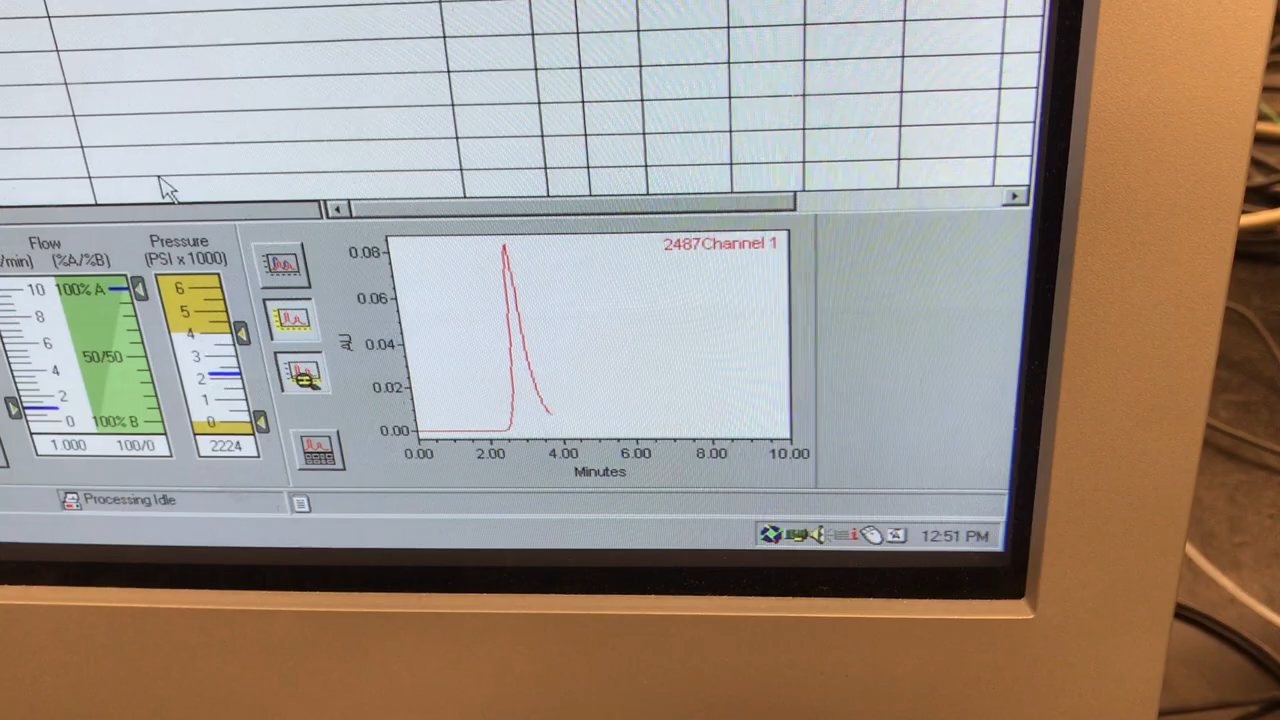 Flow
/min) (%A/%B)
10 100% A
8
6
50/50
4
2
0 100% B
1.000 100/0
Pressure
(PSI x 1000)
6
5
4
3
2
1
0
2224
2487Channel 1
0.08
0.06
AU
0.04
0.02
0.00
0.00 2.00 4.00 6.00 8.00 10.00
Minutes
Processing Idle
12:51 PM